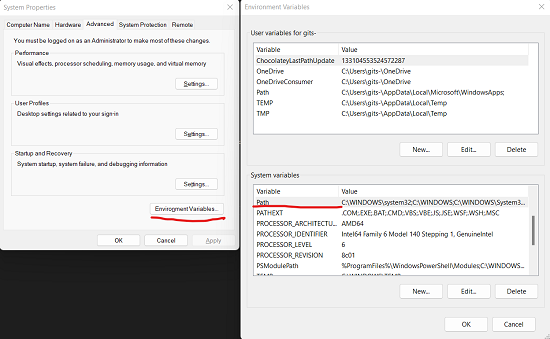 System Properties
Computer Name Hardware Advanced System Protection Remote
You must be logged on as an Administrator to make most of these changes.
Performance
Visual effects, processor scheduling, memory usage, and virtual memory
Settings...
User Profiles
Desktop settings related to your sign-in
Settings...
Startup and Recovery
System startup, system failure, and debugging information
Settings...
Environment Variables...
OK Cancel Apply
Environment Variables
User variables for gits-
Variable Value
ChocolateyLastPathUpdate 133104553524572287
OneDrive C:\Users\gits-\OneDrive
OneDriveConsumer C:\Users\gits-\OneDrive
Path C:\Users\gits-\AppData\Local\Microsoft\WindowsApps;
TEMP C:\Users\gits-\AppData\Local\Temp
TMP C:\Users\gits-\AppData\Local\Temp
New... Edit... Delete
System variables
Variable Value
Path C:\WINDOWS\system32;C:\WINDOWS;C:\WINDOWS\System3...
PATHEXT .COM;.EXE;.BAT;.CMD;.VBS;.VBE;.JS;.JSE;.WSF;.WSH;.MSC
PROCESSOR_ARCHITECTU... AMD64
PROCESSOR_IDENTIFIER Intel64 Family 6 Model 140 Stepping 1, GenuineIntel
PROCESSOR_LEVEL 6
PROCESSOR_REVISION 8c01
PSModulePath %ProgramFiles%\WindowsPowerShell\Modules;C:\WINDOWS...
New... Edit... Delete
OK Cancel